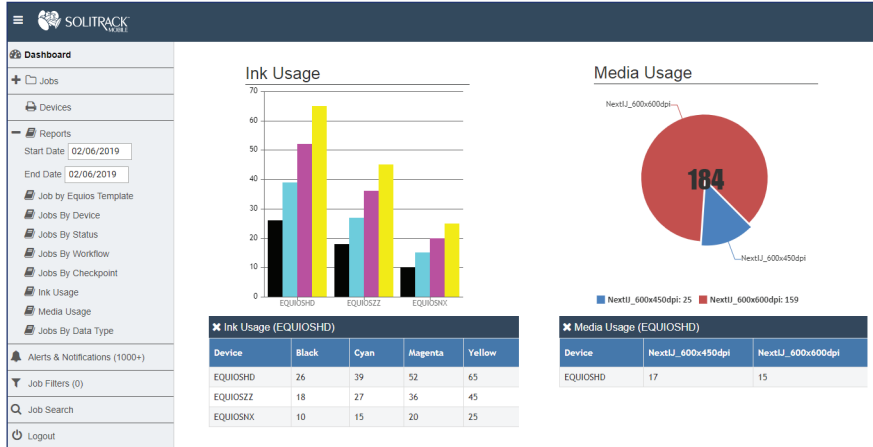 SOLITRACK
MOBILE
Dashboard
Jobs
Devices
Reports
Start Date 02/06/2019
End Date 02/06/2019
Job by Equios Template
Jobs By Device
Jobs By Status
Jobs By Workflow
Jobs By Checkpoint
Ink Usage
Media Usage
Jobs By Data Type
Alerts & Notifications (1000+)
Job Filters (0)
Job Search
Logout
Ink Usage
70
60
50
40
30
20
10
0
EQUIOSHD EQUIOSZZ EQUIOSNX
Ink Usage (EQUIOSHD)
Device Black Cyan Magenta Yellow
EQUIOSHD 26 39 52 65
EQUIOSZZ 18 27 36 45
EQUIOSNX 10 15 20 25
Media Usage
NextIJ_600x600dpi
184
NextIJ_600x450dpi
NextIJ_600x450dpi: 25 NextIJ_600x600dpi: 159
Media Usage (EQUIOSHD)
Device NextIJ_600x450dpi NextIJ_600x600dpi
EQUIOSHD 17 15